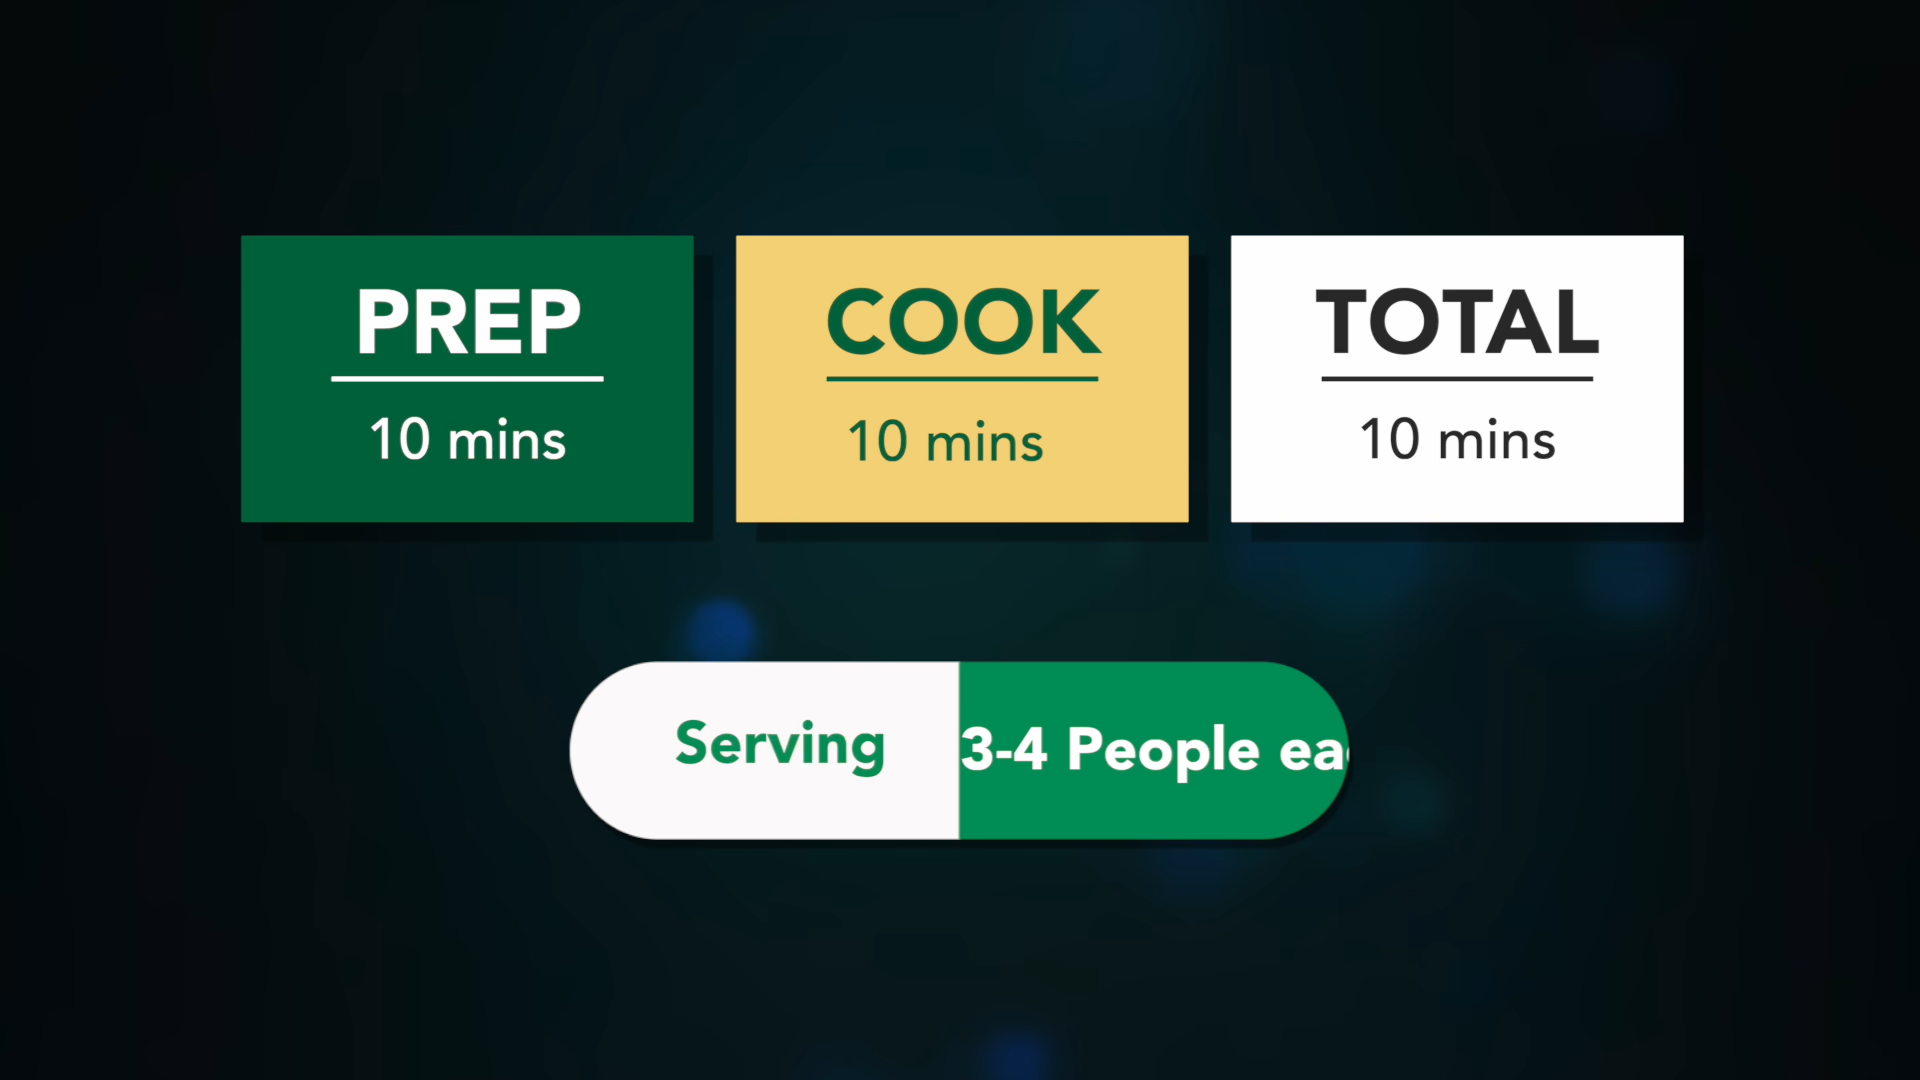 PREP
10 mins
COOK
10 mins
TOTAL
10 mins
Serving
3-4 People